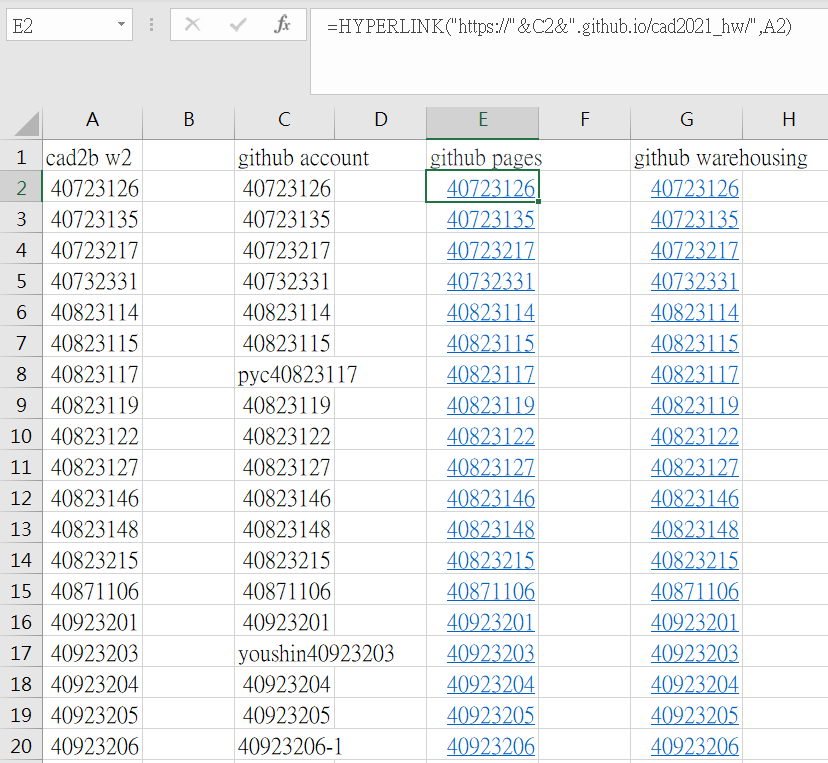 E2 fx =HYPERLINK("https://"&C2&".github.io/cad2021_hw/",A2)
A B C D E F G H
1 cad2b w2 github account github pages github warehousing
2 40723126 40723126 40723126 40723126
3 40723135 40723135 40723135 40723135
4 40723217 40723217 40723217 40723217
5 40732331 40732331 40732331 40732331
6 40823114 40823114 40823114 40823114
7 40823115 40823115 40823115 40823115
8 40823117 pyc40823117 40823117 40823117
9 40823119 40823119 40823119 40823119
10 40823122 40823122 40823122 40823122
11 40823127 40823127 40823127 40823127
12 40823146 40823146 40823146 40823146
13 40823148 40823148 40823148 40823148
14 40823215 40823215 40823215 40823215
15 40871106 40871106 40871106 40871106
16 40923201 40923201 40923201 40923201
17 40923203 youshin40923203 40923203 40923203
18 40923204 40923204 40923204 40923204
19 40923205 40923205 40923205 40923205
20 40923206 40923206-1 40923206 40923206